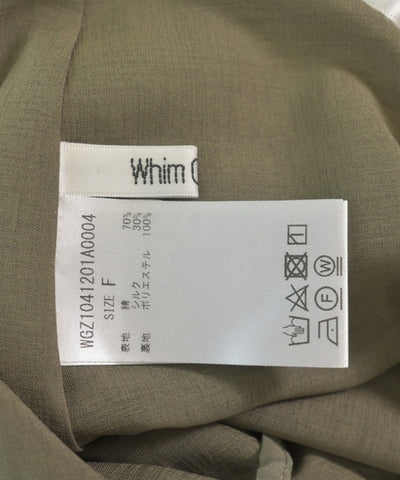 Whim
WGZ1041201A0004
SIZE F
表地 綿 70%
シルク 30%
裏地 ポリエステル 100%
F
W